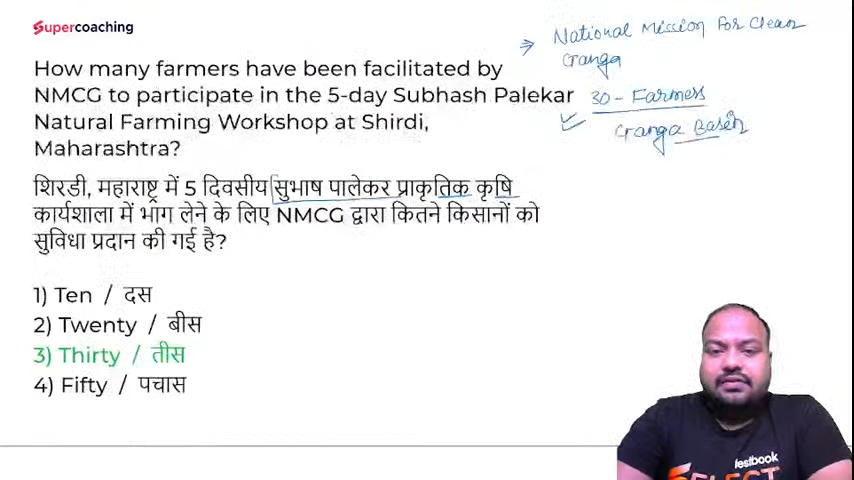 Supercoaching
National Mission For Clean
Ganga
How many farmers have been facilitated by
NMCG to participate in the 5-day Subhash Palekar
30 - Farmers
Natural Farming Workshop at Shirdi,
Ganga Basin
Maharashtra?
शिरडी, महाराष्ट्र में 5 दिवसीय सुभाष पालेकर प्राकृतिक कृषि
कार्यशाला में भाग लेने के लिए NMCG द्वारा कितने किसानों को
सुविधा प्रदान की गई है?
1) Ten / दस
2) Twenty / बीस
3) Thirty / तीस
4) Fifty / पचास
testbook
SELECT